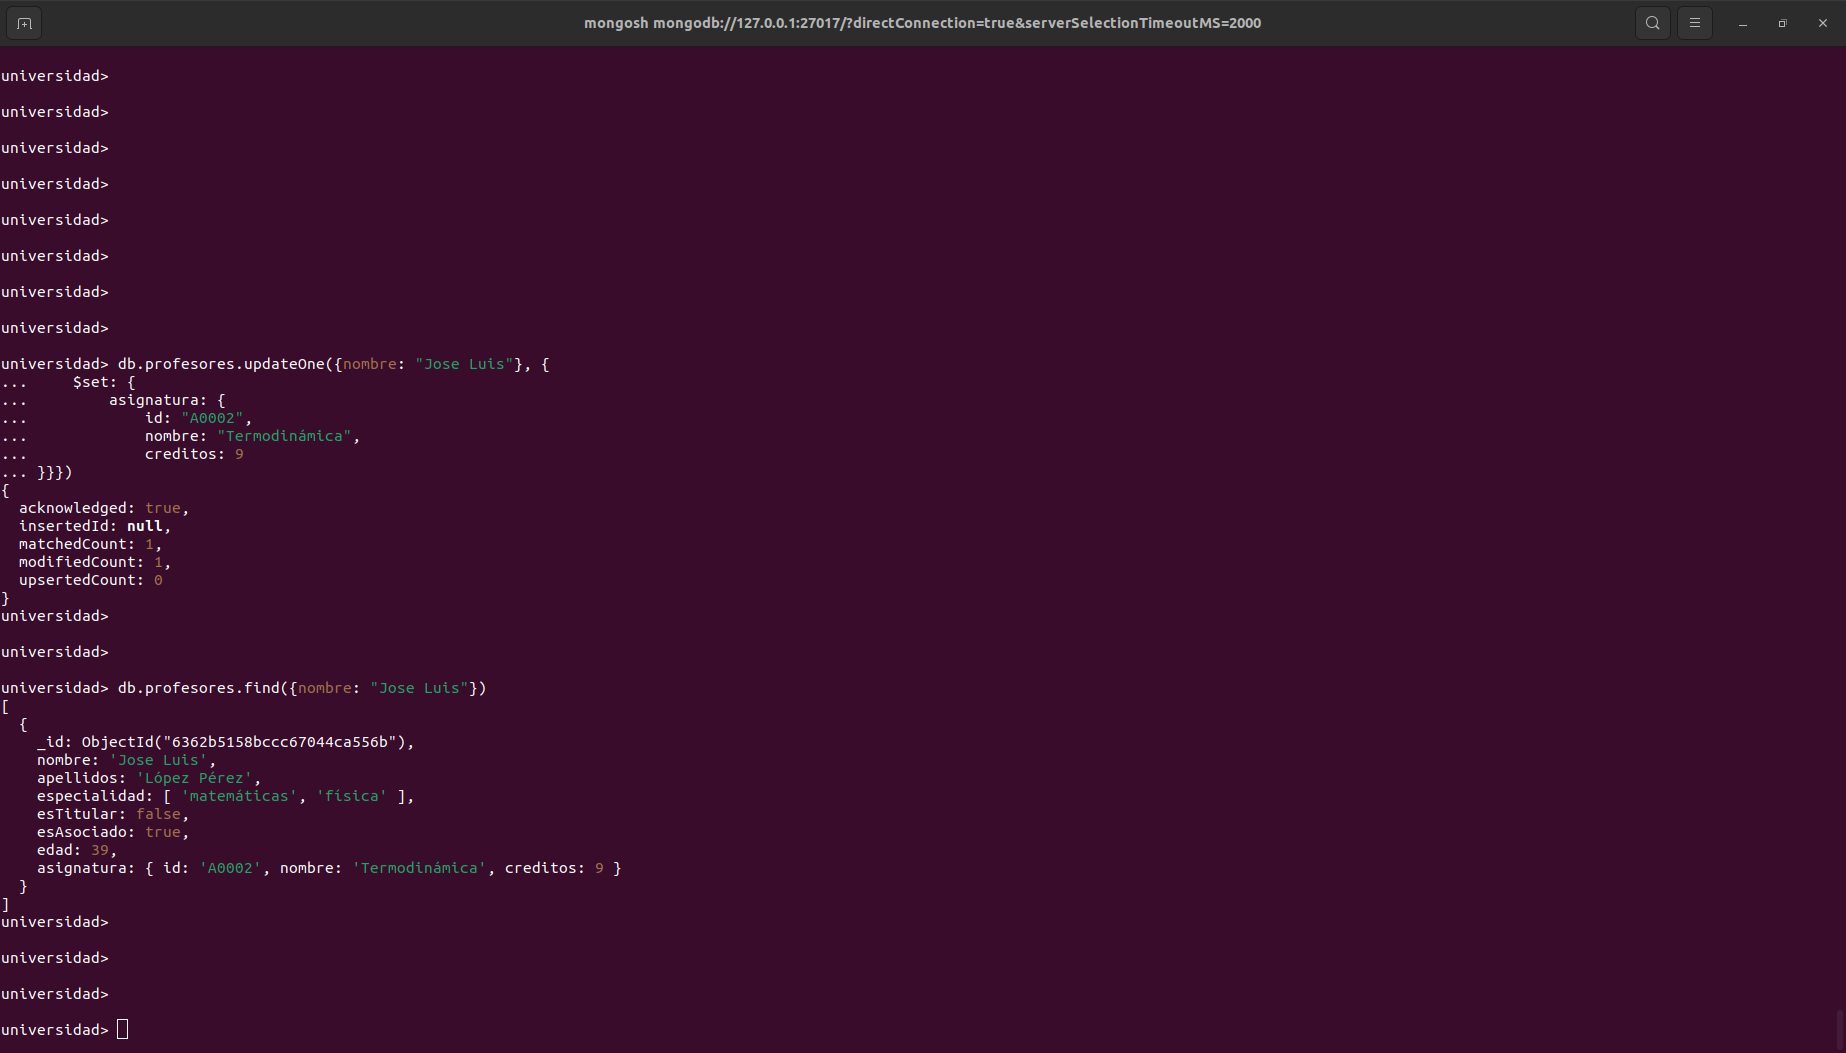 mongosh mongodb://127.0.0.1:27017/?directConnection=true&serverSelectionTimeoutMS=2000
universidad>
universidad>
universidad>
universidad>
universidad>
universidad>
universidad>
universidad>
universidad> db.profesores.updateOne({nombre: "Jose Luis"}, {
...     $set: {
...         asignatura: {
...             id: "A0002",
...             nombre: "Termodinámica",
...             creditos: 9
... }}})
{
  acknowledged: true,
  insertedId: null,
  matchedCount: 1,
  modifiedCount: 1,
  upsertedCount: 0
}
universidad>
universidad>
universidad> db.profesores.find({nombre: "Jose Luis"})
[
  {
    _id: ObjectId("6362b5158bccc67044ca556b"),
    nombre: 'Jose Luis',
    apellidos: 'López Pérez',
    especialidad: [ 'matemáticas', 'física' ],
    esTitular: false,
    esAsociado: true,
    edad: 39,
    asignatura: { id: 'A0002', nombre: 'Termodinámica', creditos: 9 }
  }
]
universidad>
universidad>
universidad>
universidad>